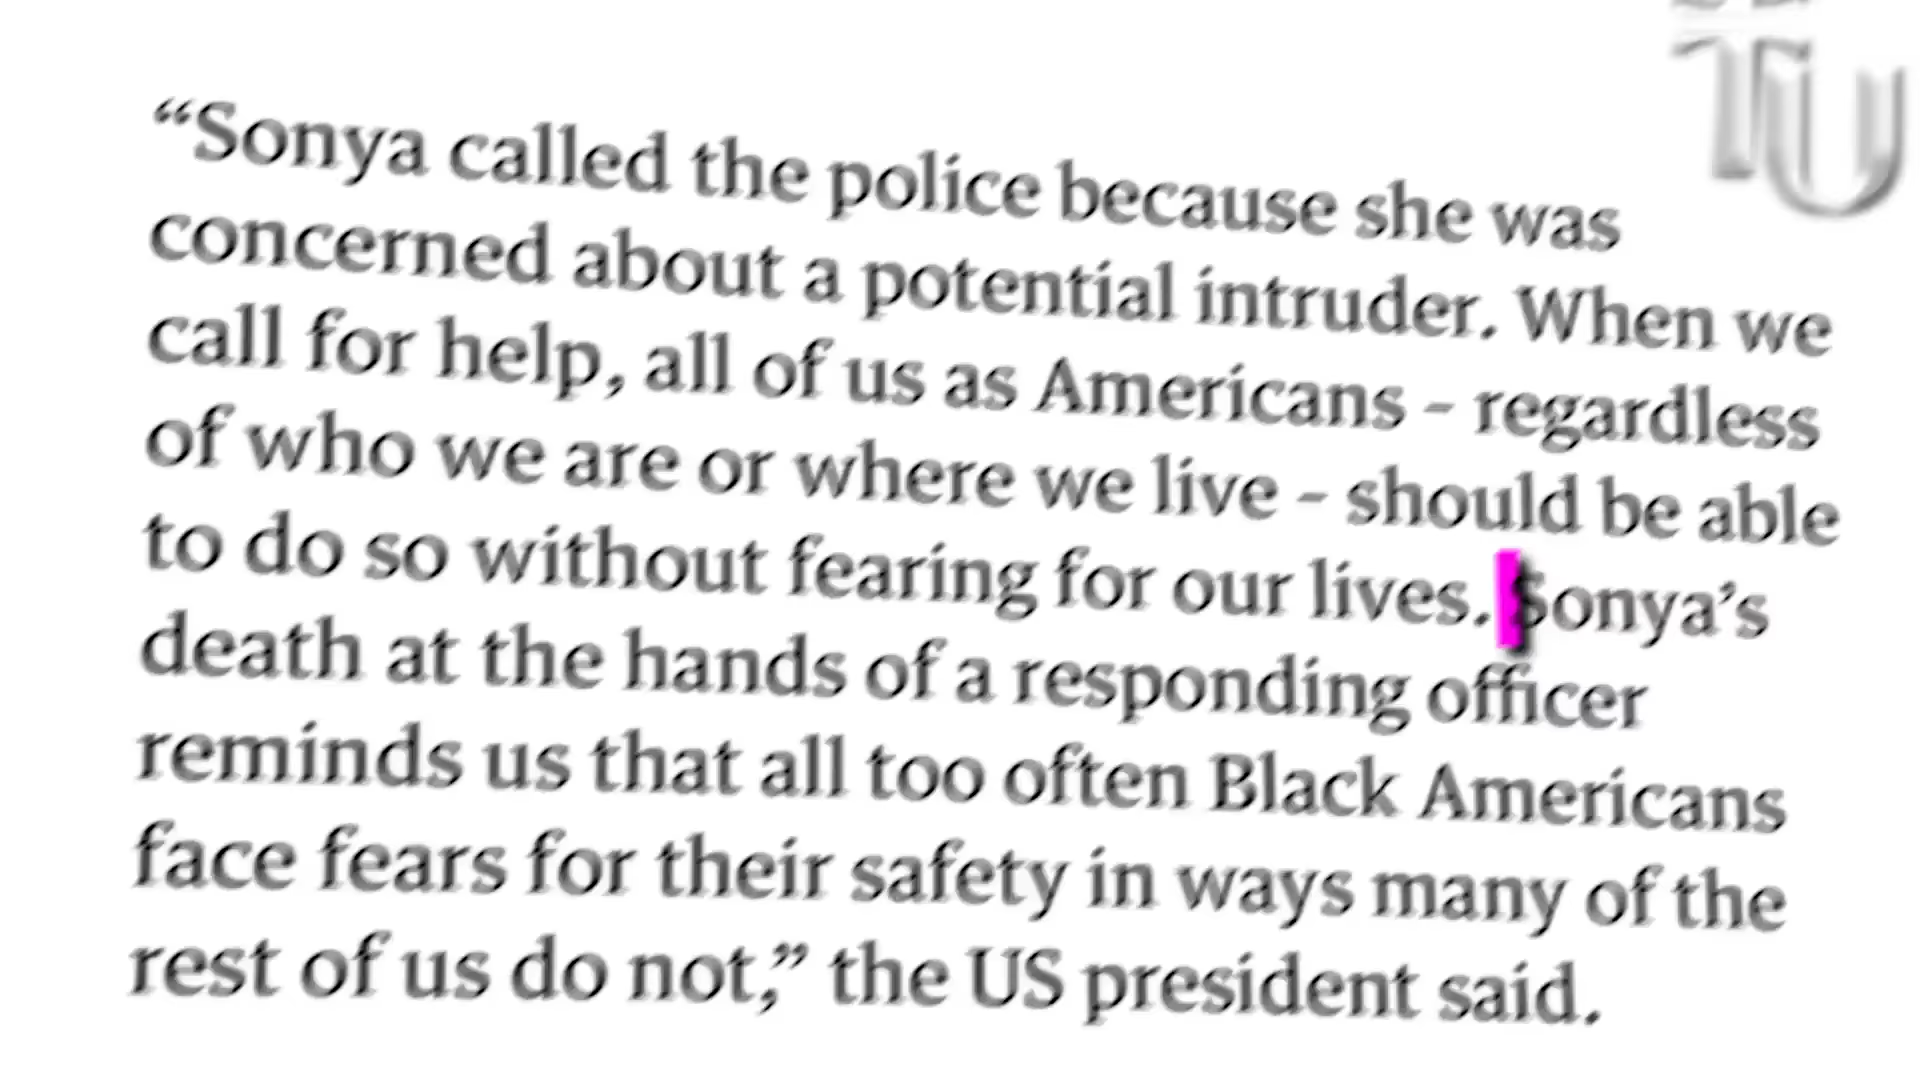 “Sonya called the police because she was
concerned about a potential intruder. When we
call for help, all of us as Americans – regardless
of who we are or where we live – should be able
to do so without fearing for our lives. Sonya’s
death at the hands of a responding officer
reminds us that all too often Black Americans
face fears for their safety in ways many of the
rest of us do not,” the US president said.
TU